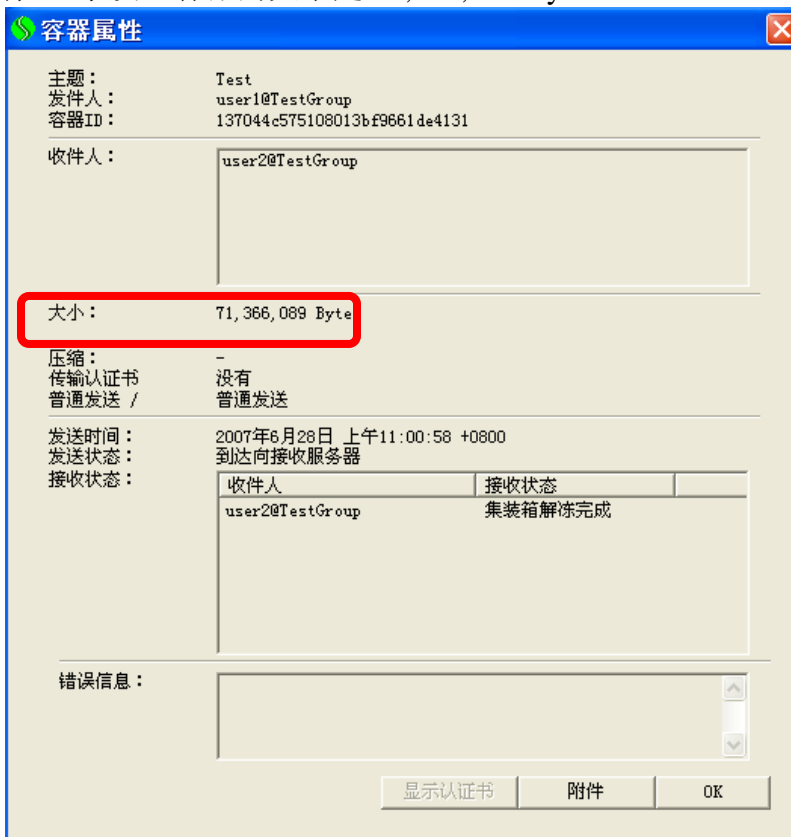 容器属性
主题： Test
发件人： user1@TestGroup
容器ID： 137044c575108013bf9661de4131
收件人： user2@TestGroup
大小： 71,366,089 Byte
压缩： -
传输认证书 没有
普通发送 / 普通发送
发送时间： 2007年6月28日 上午11:00:58 +0800
发送状态： 到达向接收服务器
接收状态： 收件人 接收状态
user2@TestGroup 集装箱解冻完成
错误信息：
显示认证书 附件 OK